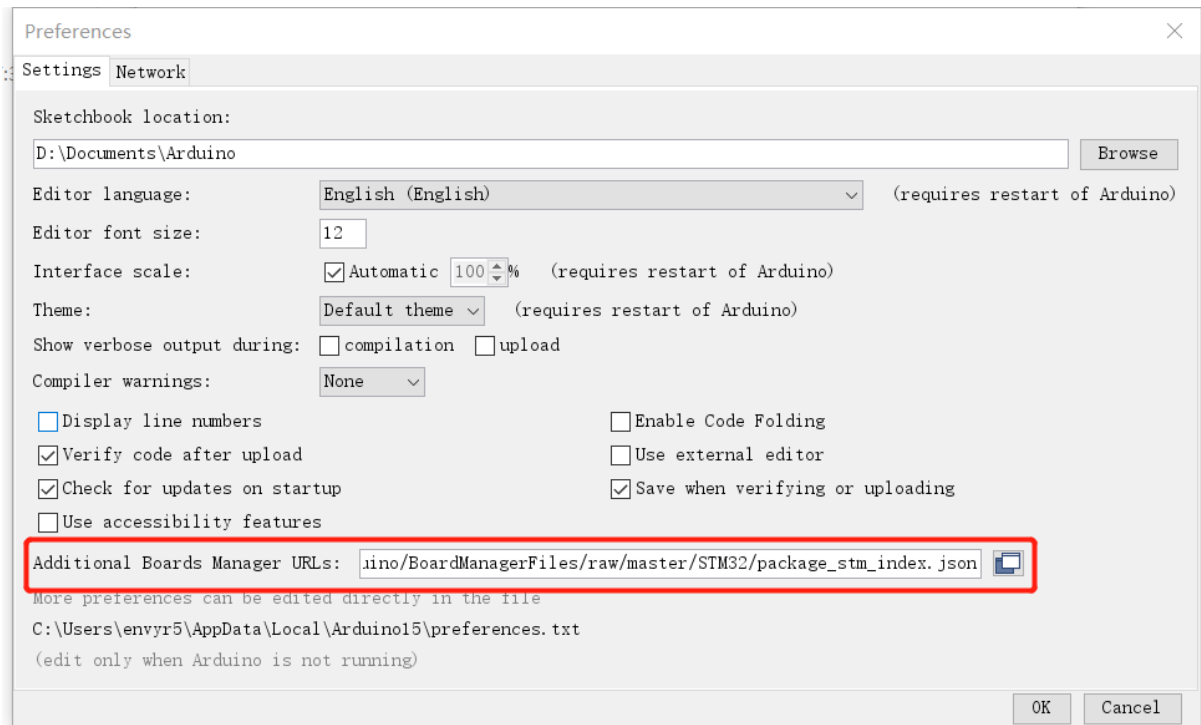 Preferences
Settings Network
Sketchbook location:
D:\Documents\Arduino Browse
Editor language: English (English) (requires restart of Arduino)
Editor font size: 12
Interface scale: Automatic 100 % (requires restart of Arduino)
Theme: Default theme (requires restart of Arduino)
Show verbose output during: compilation upload
Compiler warnings: None
Display line numbers Enable Code Folding
Verify code after upload Use external editor
Check for updates on startup Save when verifying or uploading
Use accessibility features
Additional Boards Manager URLs: uino/BoardManagerFiles/raw/master/STM32/package_stm_index.json
More preferences can be edited directly in the file
C:\Users\envyr5\AppData\Local\Arduino15\preferences.txt
(edit only when Arduino is not running)
OK Cancel